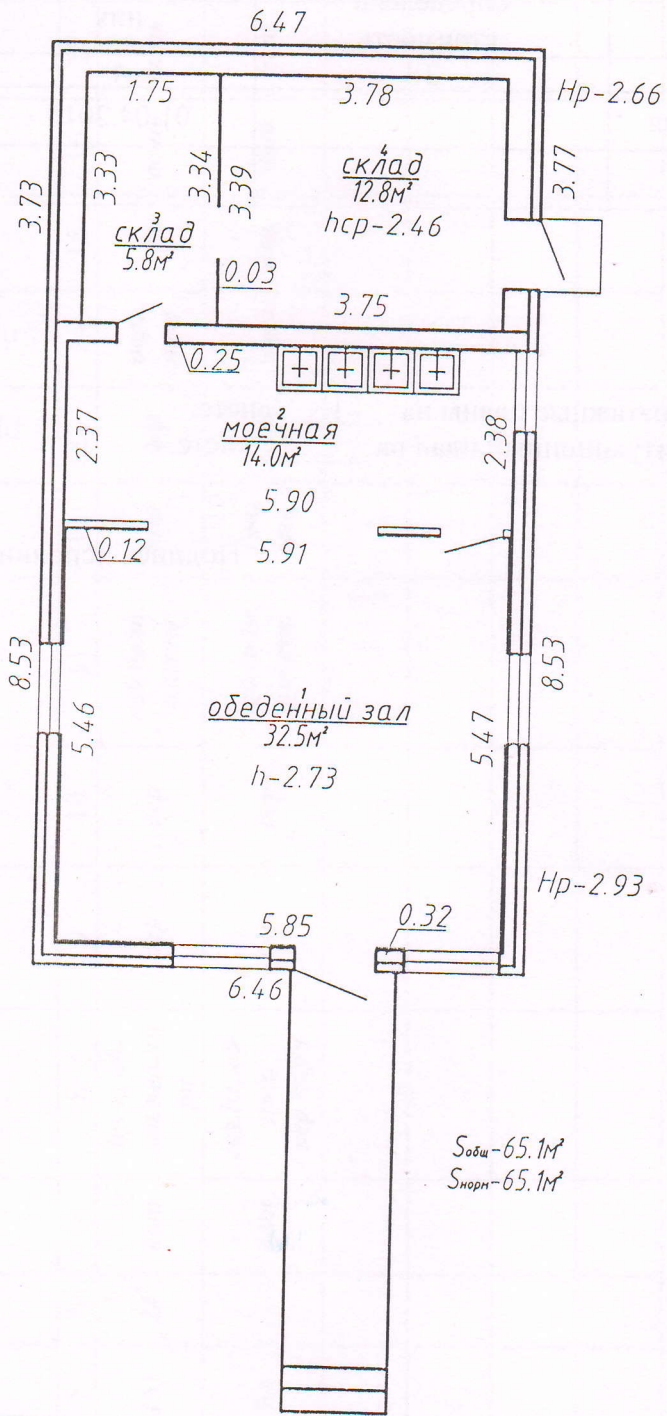 6.47
Нр-2.66
1.75
3.78
3.33
3.34
3.39
4
склад
12.8м²
hср-2.46
3.77
3.73
3
склад
5.8м²
0.03
3.75
0.25
2
моечная
14.0м²
2.37
2.38
5.90
0.12
5.91
8.53
8.53
1
обеденный зал
32.5м²
h-2.73
5.46
5.47
Нр-2.93
5.85
0.32
6.46
Sобщ-65.1м²
Sнорм-65.1м²